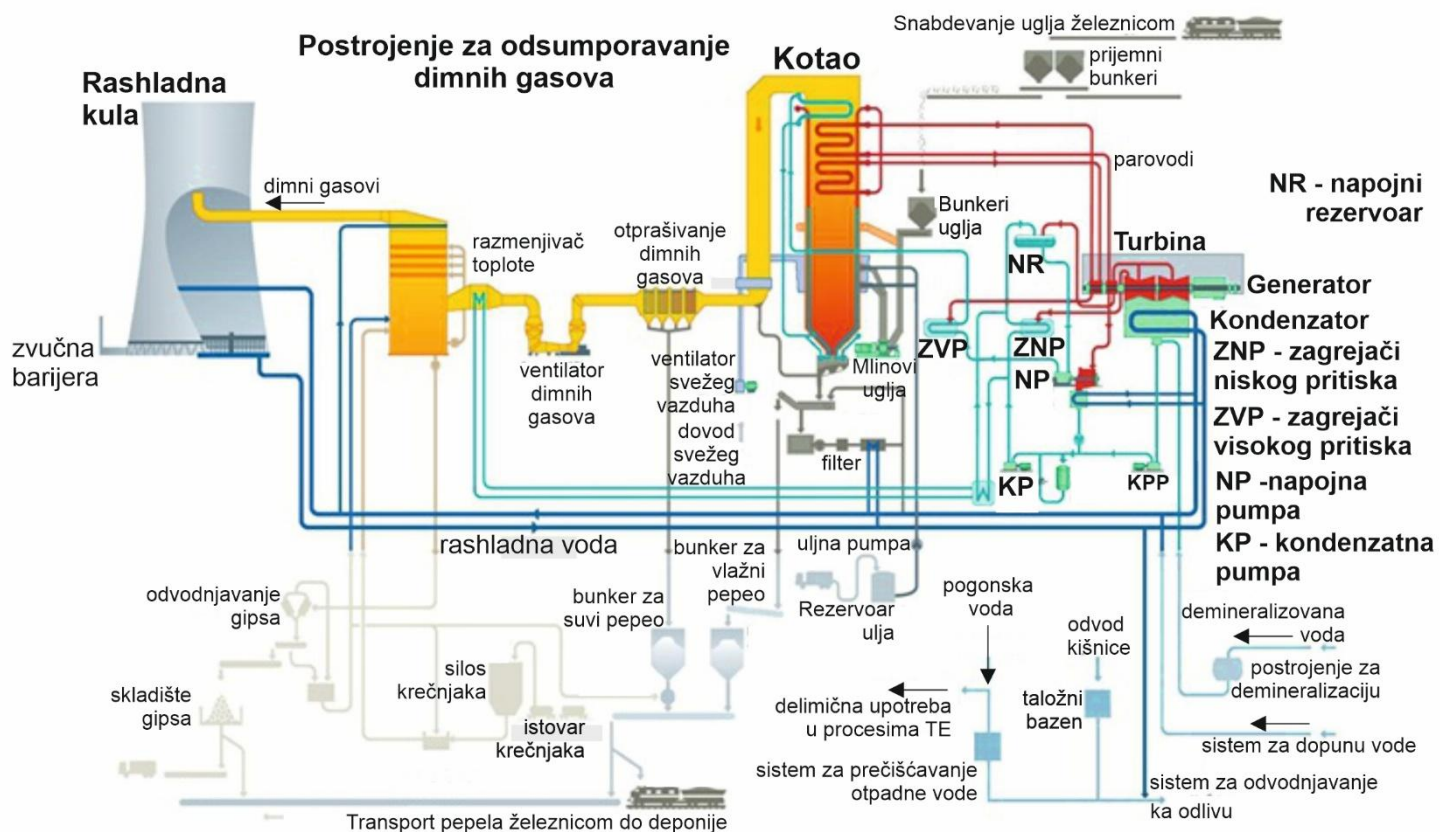 Snabdevanje uglja železnicom
Postrojenje za odsumporavanje
dimnih gasova
Kotao
prijemni
bunkeri
Rashladna
kula
parovodi
dimni gasovi
NR - napojni
rezervoar
Bunkeri
uglja
razmenjivač
toplote
otprašivanje
dimnih
gasova
Turbina
NR
Generator
Kondenzator
zvučna
barijera
ZVP
ZNP
ZNP - zagrejači
niskog pritiska
ventilator
dimnih
gasova
ventilator
svežeg
vazduha
Mlinovi
uglja
NP
ZVP - zagrejači
visokog pritiska
dovod
svežeg
vazduha
filter
KP
KPP
NP -napojna
pumpa
rashladna voda
KP - kondenzatna
pumpa
bunker za
vlažni
pepeo
uljna pumpa
odvodnjavanje
gipsa
bunker za
suvi pepeo
Rezervoar
ulja
pogonska
voda
odvod
kišnice
demineralizovana
voda
postrojenje za
demineralizaciju
silos
krečnjaka
skladište
gipsa
delimična upotreba
u procesima TE
taložni
bazen
istovar
krečnjaka
sistem za dopunu vode
sistem za prečišćavanje
otpadne vode
sistem za odvodnjavanje
ka odlivu
Transport pepela železnicom do deponije